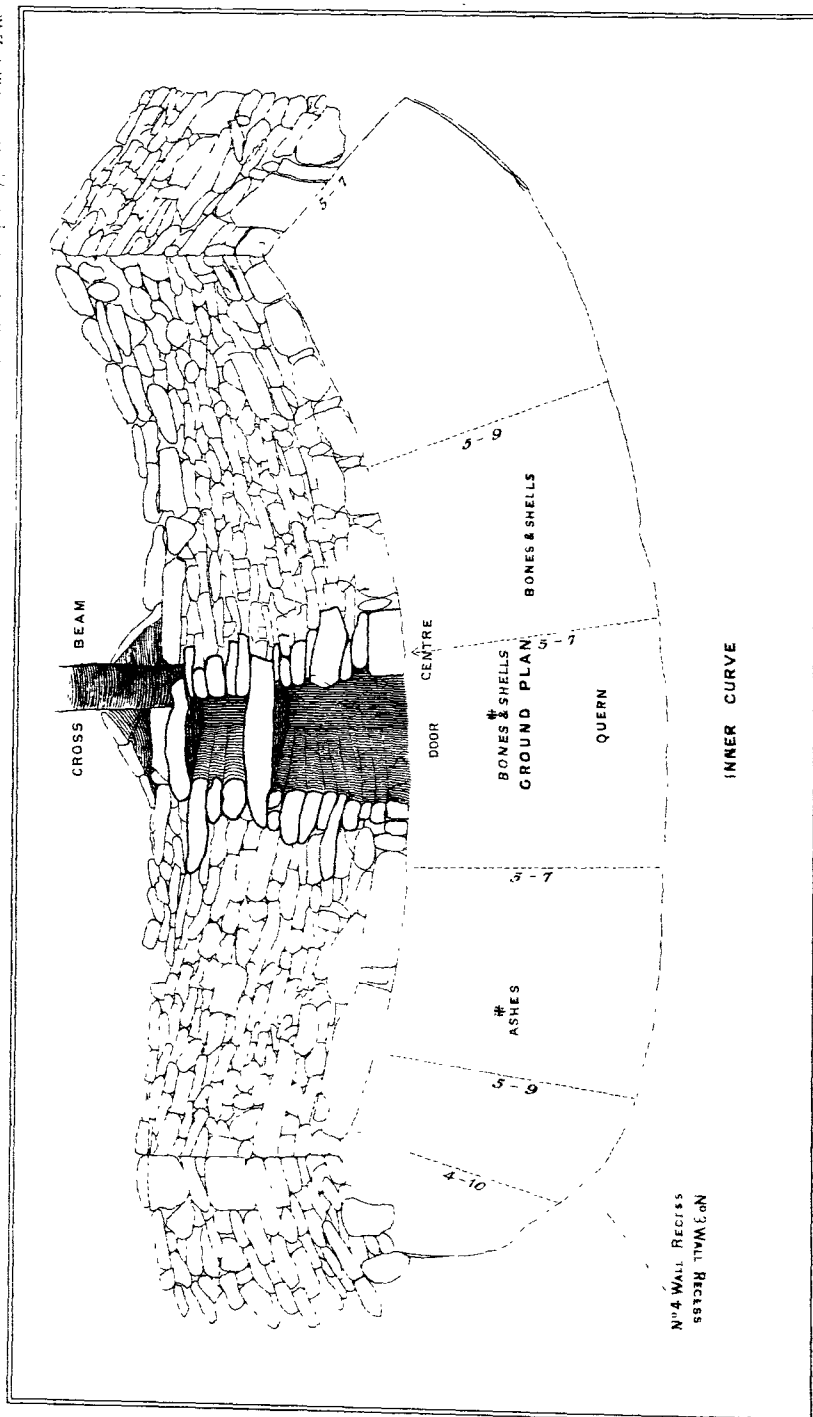 CROSS BEAM
5-7
5-9
BONES & SHELLS
5-7
DOOR CENTRE
BONES & SHELLS
GROUND PLAN
QUERN
INNER CURVE
5-7
ASHES
5-9
4-10
Nº 4 WALL RECESS
Nº 3 WALL RECESS